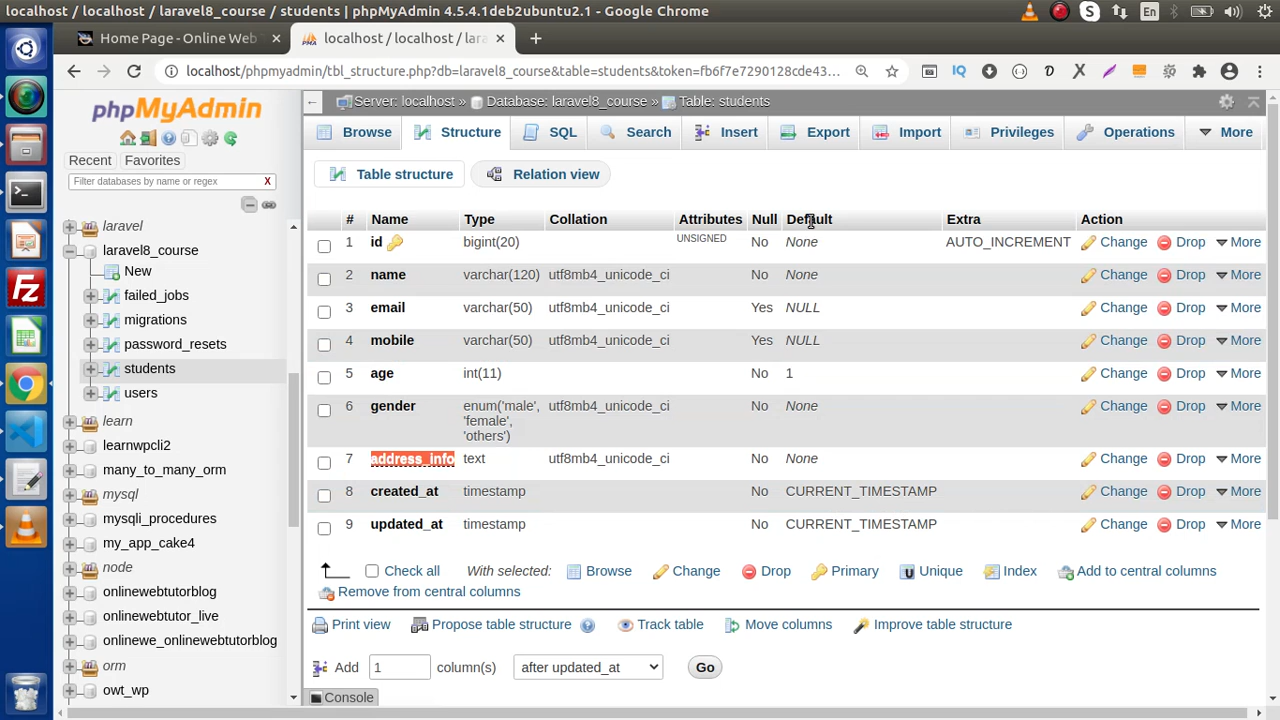 localhost / localhost / laravel8_course / students | phpMyAdmin 4.5.4.1deb2ubuntu2.1 - Google Chrome
En
Home Page - Online Web T
localhost / localhost / lara
localhost/phpmyadmin/tbl_structure.php?db=laravel8_course&table=students&token=fb6f7e7290128cde43...
phpMyAdmin
Recent Favorites
Filter databases by name or regex X
laravel
laravel8_course
New
failed_jobs
migrations
password_resets
students
users
learn
learnwpcli2
many_to_many_orm
mysql
mysqli_procedures
my_app_cake4
node
onlinewebtutorblog
onlinewebtutor_live
onlinewe_onlinewebtutorblog
orm
owt_wp
Server: localhost » Database: laravel8_course » Table: students
Browse Structure SQL Search Insert Export Import Privileges Operations More
Table structure Relation view
# Name Type Collation Attributes Null Default Extra Action
1 id bigint(20) UNSIGNED No None AUTO_INCREMENT Change Drop More
2 name varchar(120) utf8mb4_unicode_ci No None Change Drop More
3 email varchar(50) utf8mb4_unicode_ci Yes NULL Change Drop More
4 mobile varchar(50) utf8mb4_unicode_ci Yes NULL Change Drop More
5 age int(11) No 1 Change Drop More
6 gender enum('male', 'female', 'others') utf8mb4_unicode_ci No None Change Drop More
7 address_info text utf8mb4_unicode_ci No None Change Drop More
8 created_at timestamp No CURRENT_TIMESTAMP Change Drop More
9 updated_at timestamp No CURRENT_TIMESTAMP Change Drop More
Check all With selected: Browse Change Drop Primary Unique Index Add to central columns
Remove from central columns
Print view Propose table structure Track table Move columns Improve table structure
Add 1 column(s) after updated_at Go
Console